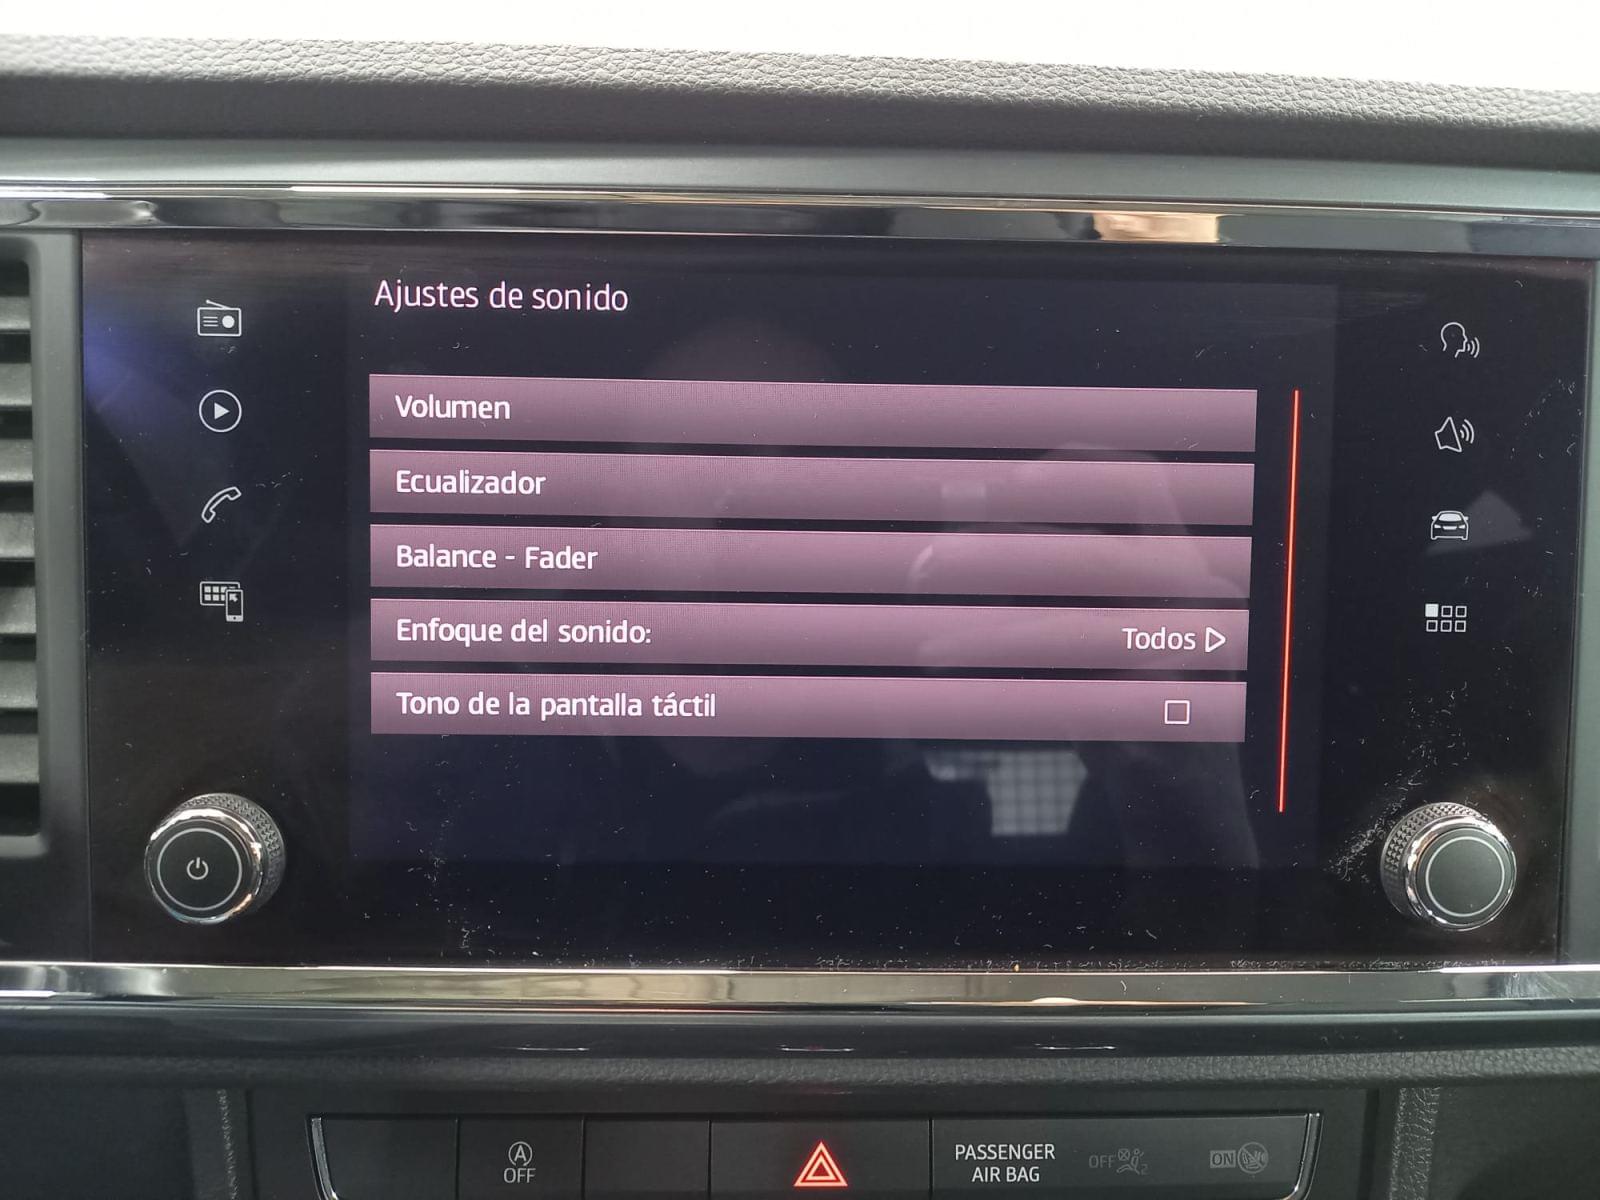 Ajustes de sonido
Volumen
Ecualizador
Balance - Fader
Enfoque del sonido: Todos
Tono de la pantalla táctil
A
OFF
PASSENGER
AIR BAG
OFF
2
ON